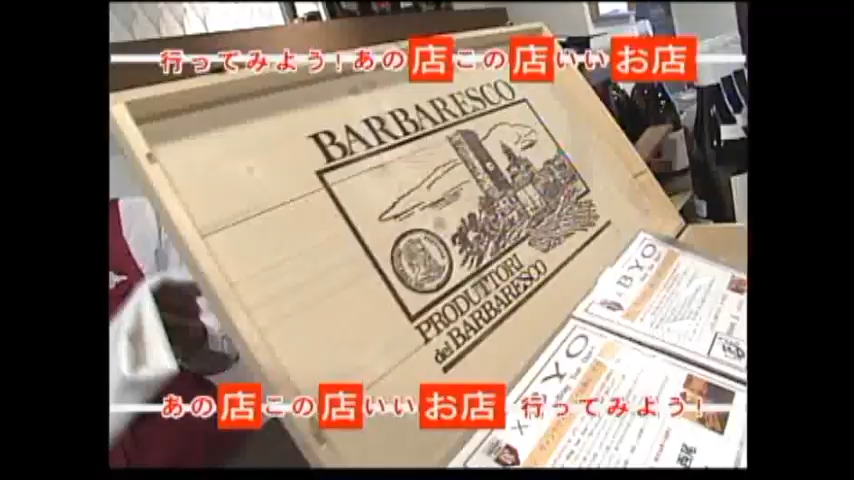 行ってみよう！あの店この店いいお店
BARBARESCO
PRODUTTORI
del BARBARESCO
BYO
BYO
あの店この店いいお店 行ってみよう！